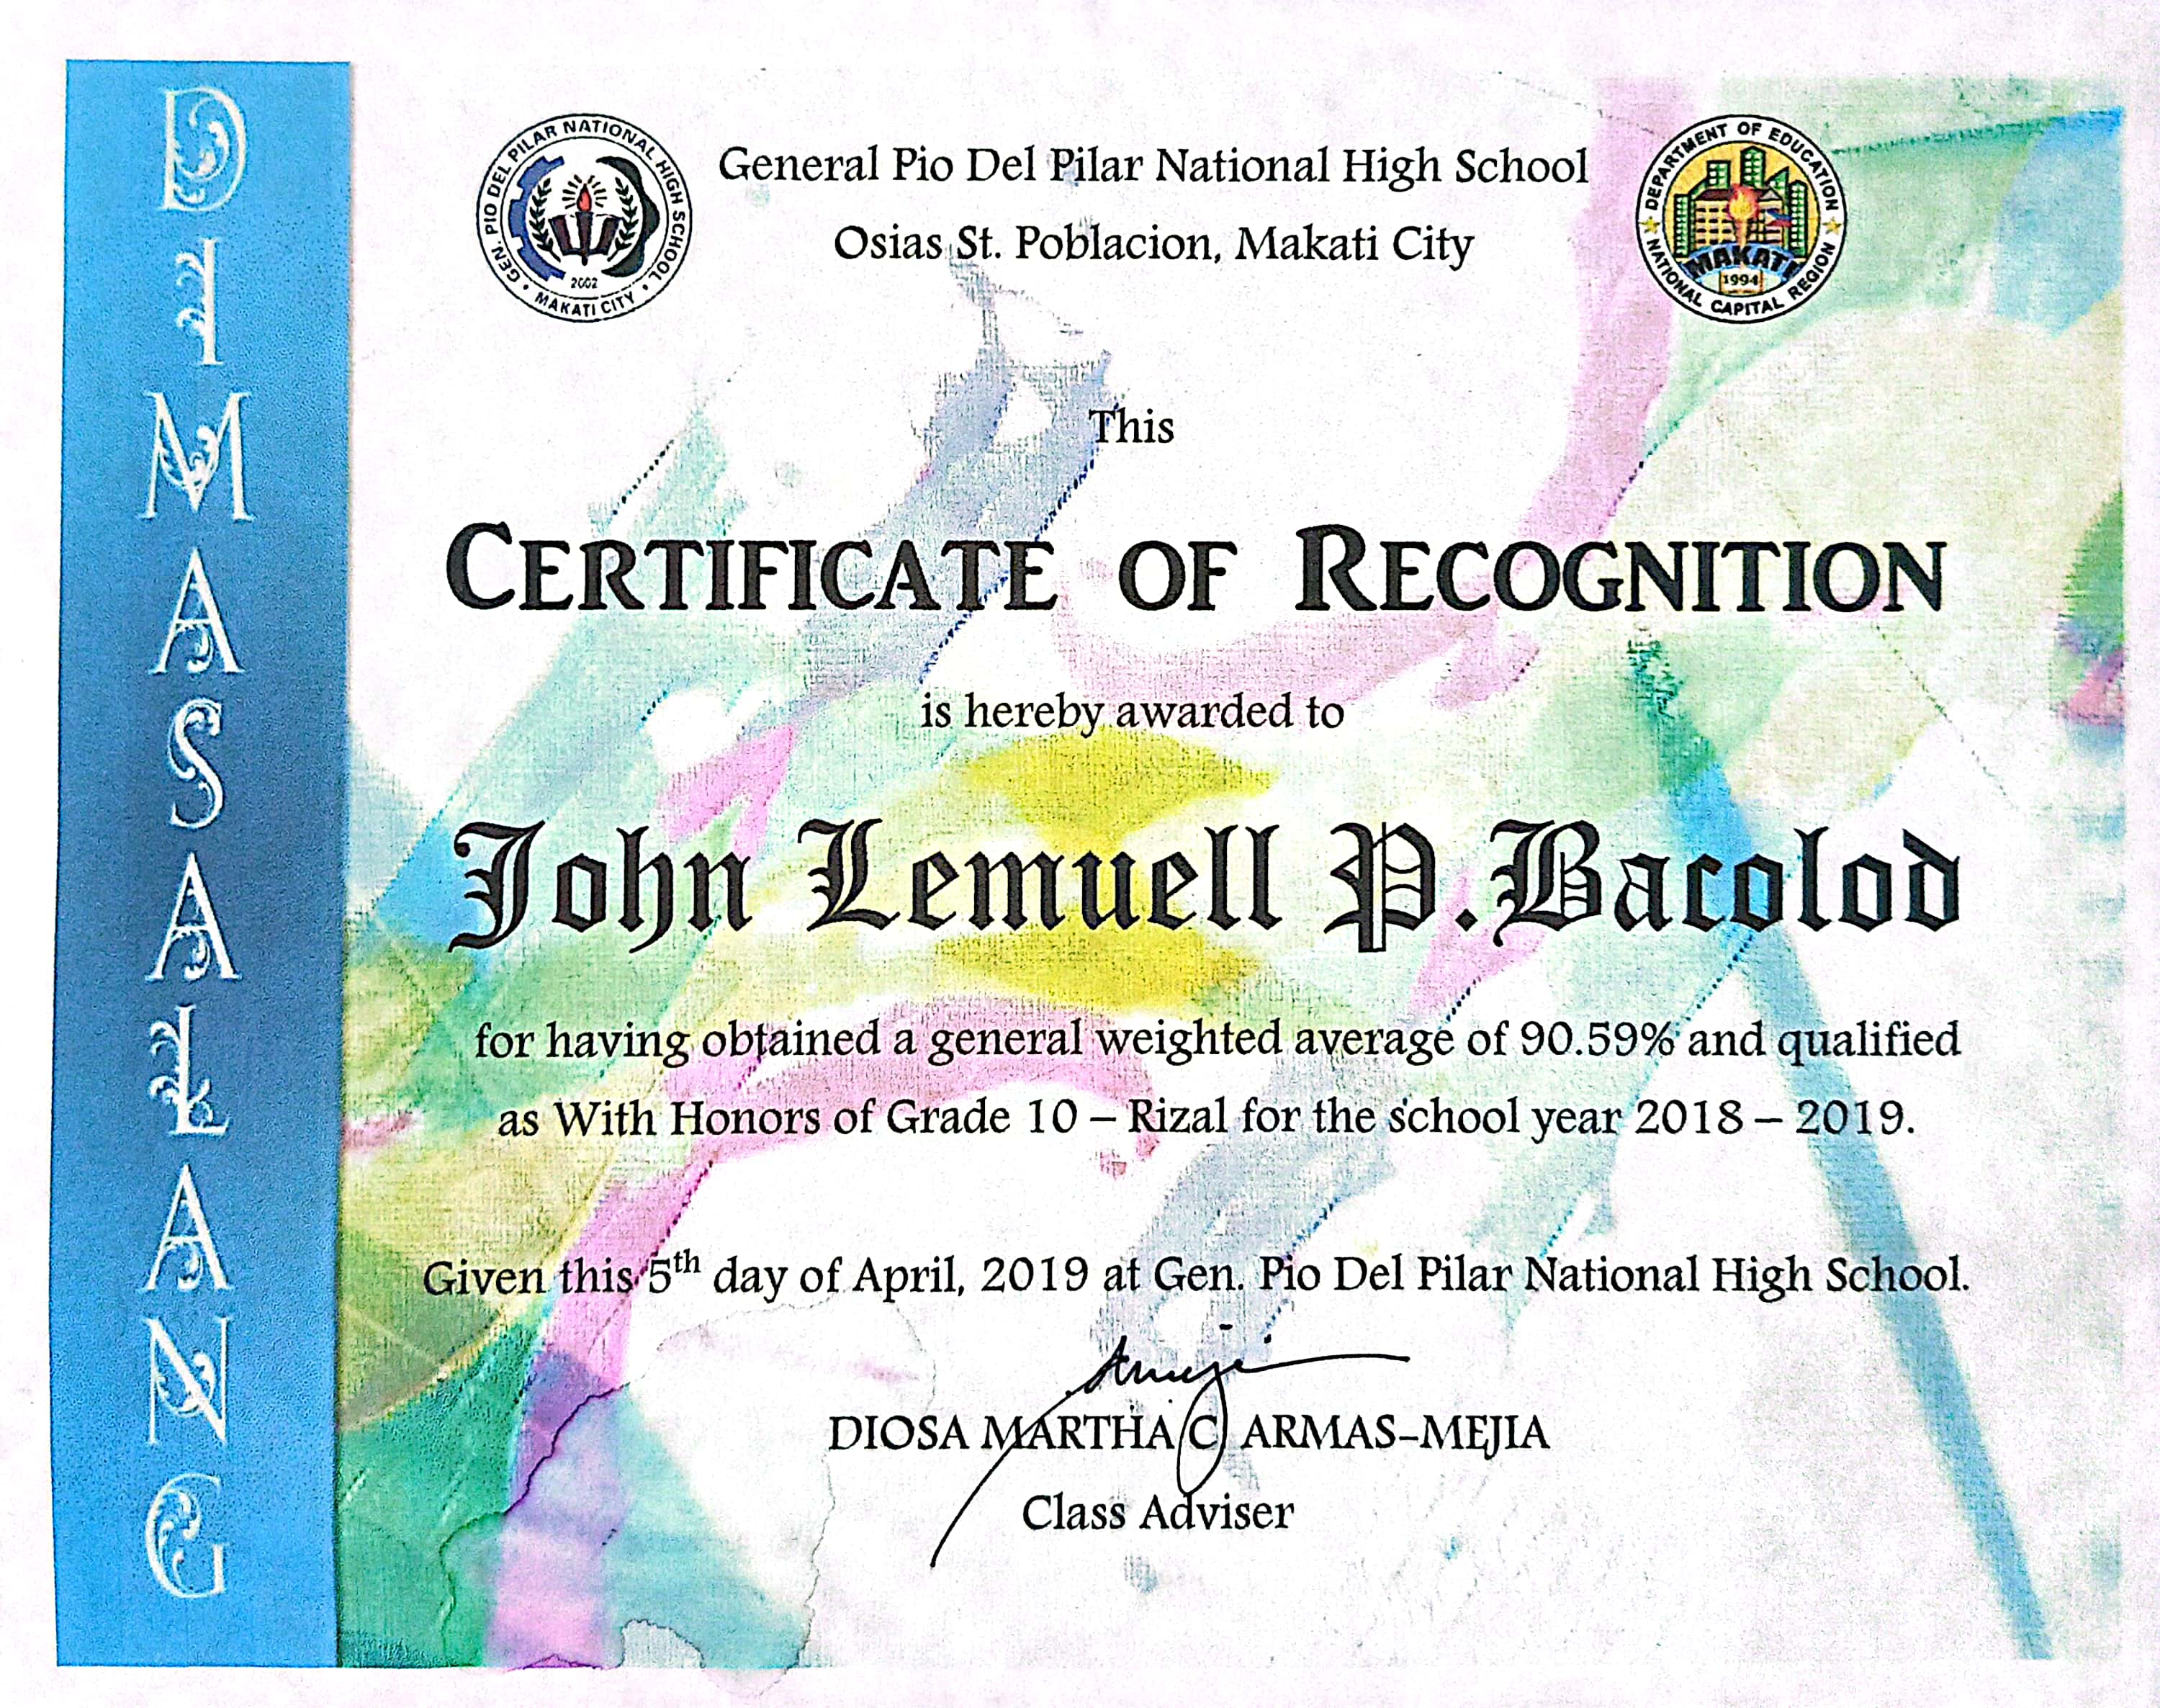 DIMASALANG
GEN. PIO DEL PILAR NATIONAL HIGH SCHOOL
2002
MAKATI CITY
General Pio Del Pilar National High School
Osias St. Poblacion, Makati City
DEPARTMENT OF EDUCATION
MAKATI
1994
NATIONAL CAPITAL REGION
This
CERTIFICATE OF RECOGNITION
is hereby awarded to
John Lemuell P.Bacolod
for having obtained a general weighted average of 90.59% and qualified
as With Honors of Grade 10 – Rizal for the school year 2018 – 2019.
Given this 5th day of April, 2019 at Gen. Pio Del Pilar National High School.
DIOSA MARTHA C. ARMAS-MEJIA
Class Adviser